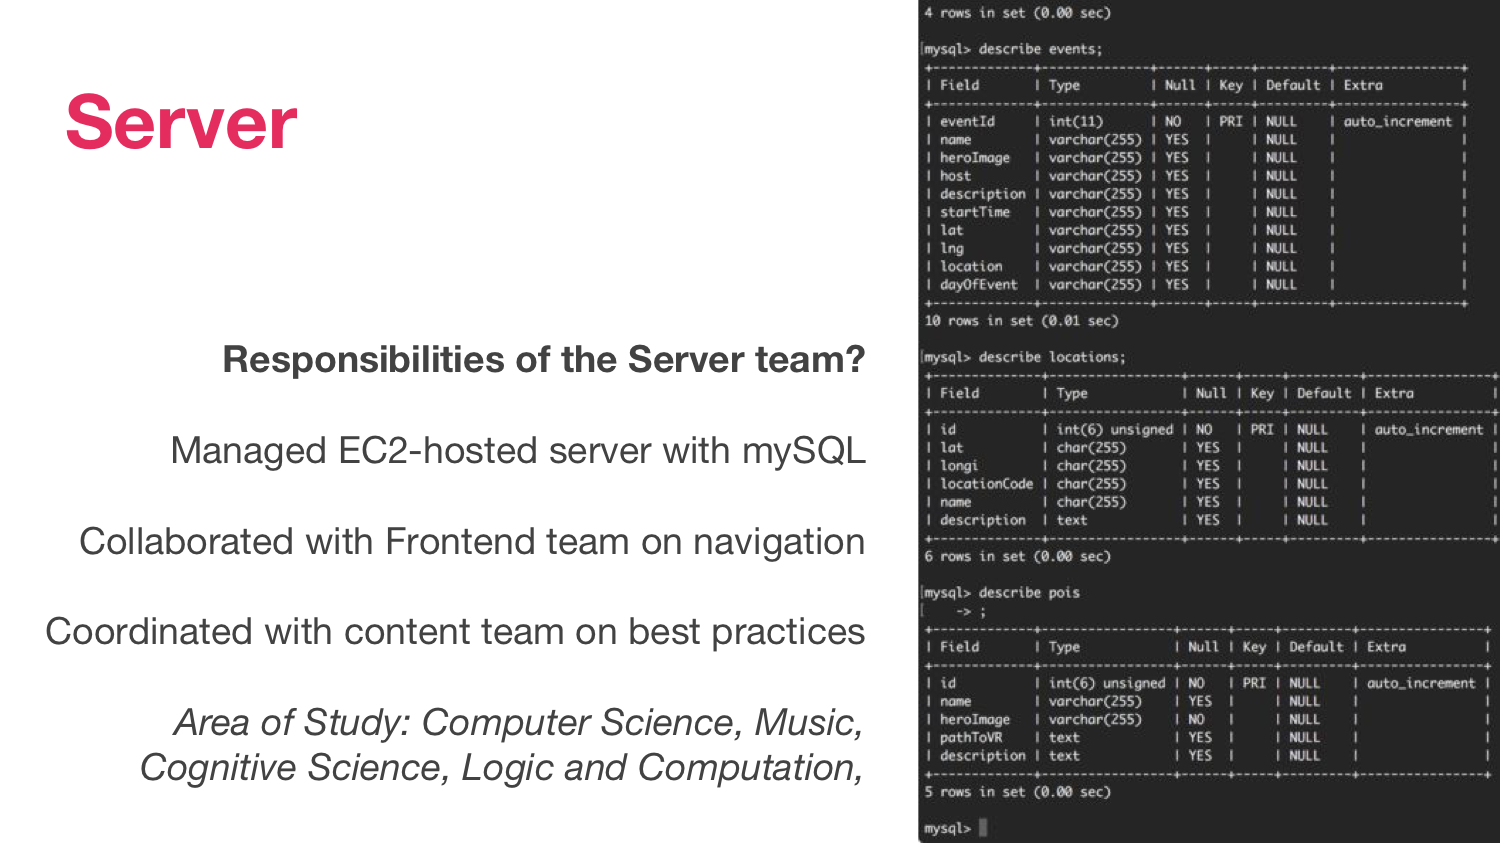 Server
Responsibilities of the Server team?
Managed EC2-hosted server with mySQL
Collaborated with Frontend team on navigation
Coordinated with content team on best practices
Area of Study: Computer Science, Music,
Cognitive Science, Logic and Computation,
4 rows in set (0.00 sec)
[mysql> describe events;
+-------------+--------------+------+-----+---------+----------------+
| Field       | Type         | Null | Key | Default | Extra          |
+-------------+--------------+------+-----+---------+----------------+
| eventId     | int(11)      | NO   | PRI | NULL    | auto_increment |
| name        | varchar(255) | YES  |     | NULL    |                |
| heroImage   | varchar(255) | YES  |     | NULL    |                |
| host        | varchar(255) | YES  |     | NULL    |                |
| description | varchar(255) | YES  |     | NULL    |                |
| startTime   | varchar(255) | YES  |     | NULL    |                |
| lat         | varchar(255) | YES  |     | NULL    |                |
| lng         | varchar(255) | YES  |     | NULL    |                |
| location    | varchar(255) | YES  |     | NULL    |                |
| dayOfEvent  | varchar(255) | YES  |     | NULL    |                |
+-------------+--------------+------+-----+---------+----------------+
10 rows in set (0.01 sec)
[mysql> describe locations;
+--------------+-----------------+------+-----+---------+----------------+
| Field        | Type            | Null | Key | Default | Extra          |
+--------------+-----------------+------+-----+---------+----------------+
| id           | int(6) unsigned | NO   | PRI | NULL    | auto_increment |
| lat          | char(255)       | YES  |     | NULL    |                |
| longi        | char(255)       | YES  |     | NULL    |                |
| locationCode | char(255)       | YES  |     | NULL    |                |
| name         | char(255)       | YES  |     | NULL    |                |
| description  | text            | YES  |     | NULL    |                |
+--------------+-----------------+------+-----+---------+----------------+
6 rows in set (0.00 sec)
[mysql> describe pois
[    -> ;
+-------------+-----------------+------+-----+---------+----------------+
| Field       | Type            | Null | Key | Default | Extra          |
+-------------+-----------------+------+-----+---------+----------------+
| id          | int(6) unsigned | NO   | PRI | NULL    | auto_increment |
| name        | varchar(255)    | YES  |     | NULL    |                |
| heroImage   | varchar(255)    | NO   |     | NULL    |                |
| pathToVR    | text            | YES  |     | NULL    |                |
| description | text            | YES  |     | NULL    |                |
+-------------+-----------------+------+-----+---------+----------------+
5 rows in set (0.00 sec)
mysql>